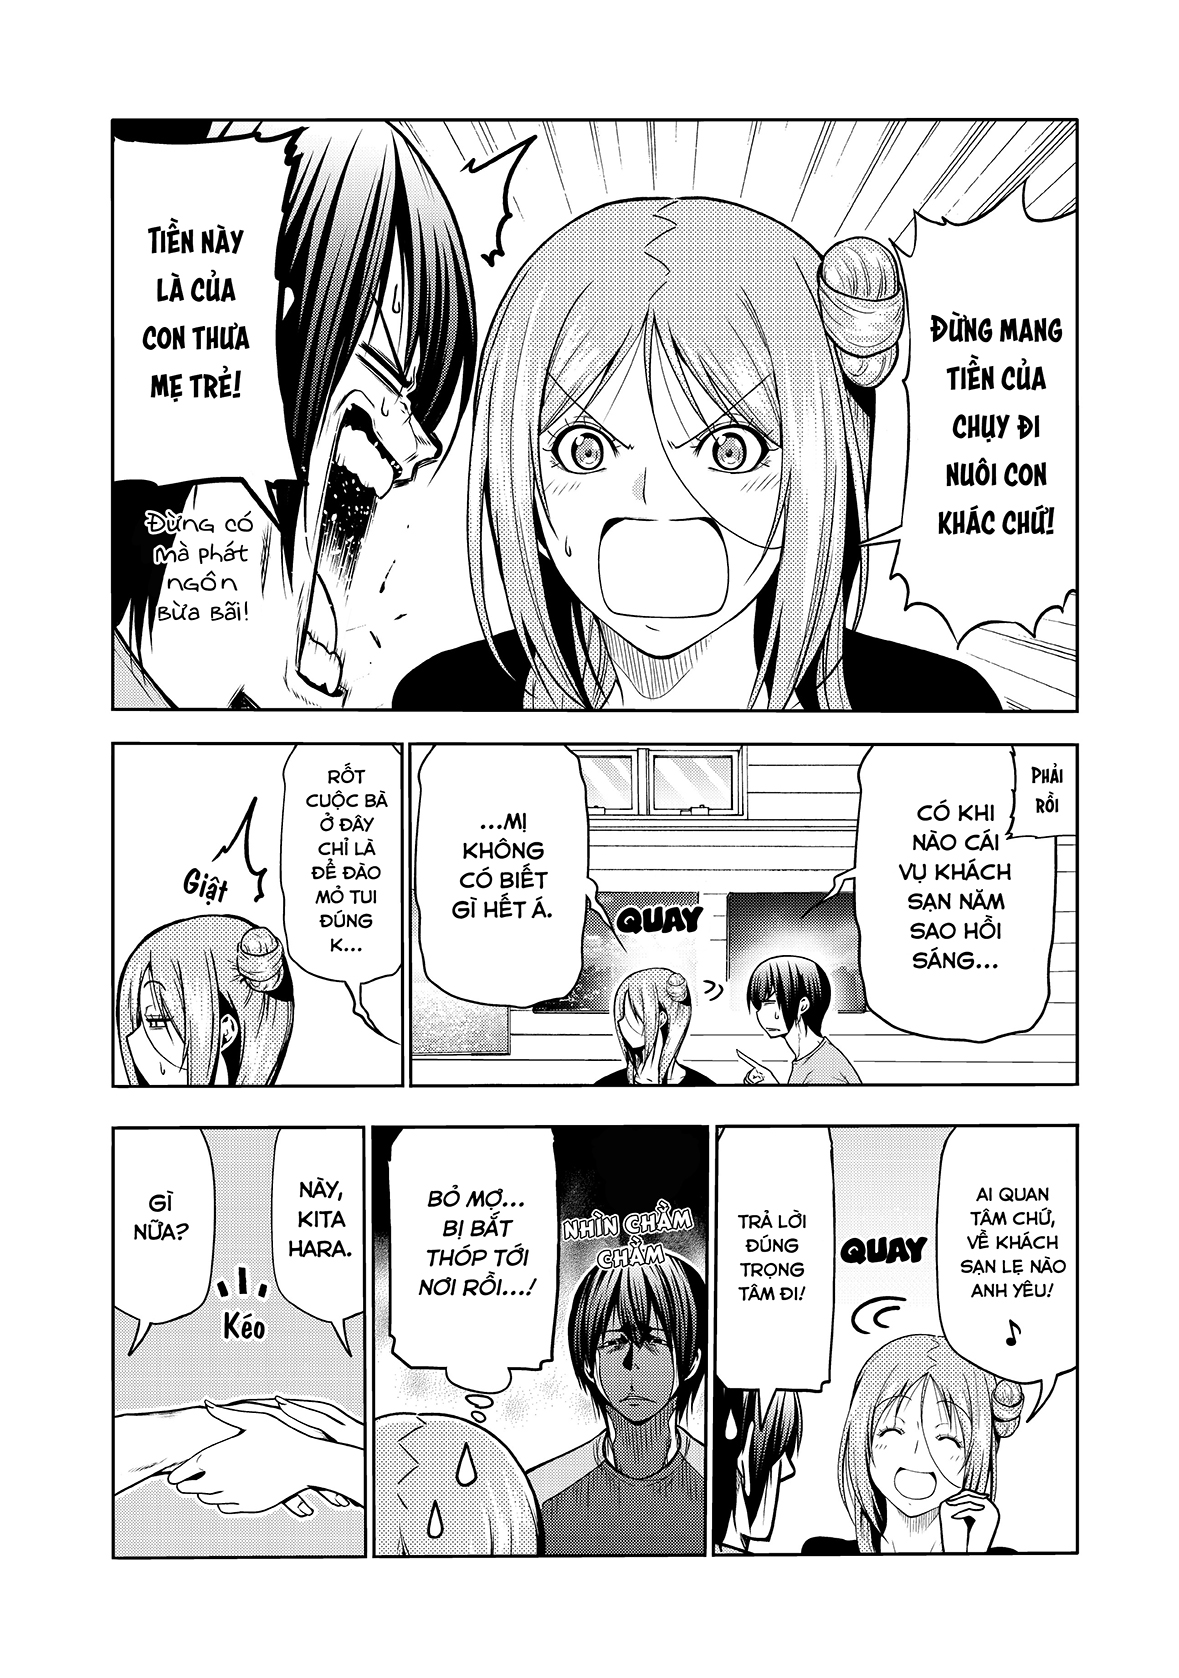 ĐỪNG MANG
TIỀN CỦA
CHỤY ĐI
NUÔI CON
KHÁC CHỨ!
TIỀN NÀY
LÀ CỦA
CON THƯA
MẸ TRẺ!
Đừng có
mà phát
ngôn
bừa bãi!
PHẢI
RỒI
CÓ KHI
NÀO CÁI
VỤ KHÁCH
SẠN NĂM
SAO HỒI
SÁNG...
QUAY
...MỊ
KHÔNG
CÓ BIẾT
GÌ HẾT Á.
RỐT
CUỘC BÀ
Ở ĐÂY
CHỈ LÀ
ĐỂ ĐÀO
MỎ TUI
ĐÚNG
K...
Giật
AI QUAN
TÂM CHỨ,
VỀ KHÁCH
SẠN LẸ NÀO
ANH YÊU!
♪
QUAY
TRẢ LỜI
ĐÚNG
TRỌNG
TÂM ĐI!
NHÌN CHẰM
CHẰM
BỎ MỢ...
BỊ BẮT
THÓP TỚI
NƠI RỒI...!
NÀY,
KITA
HARA.
Kéo
GÌ
NỮA?